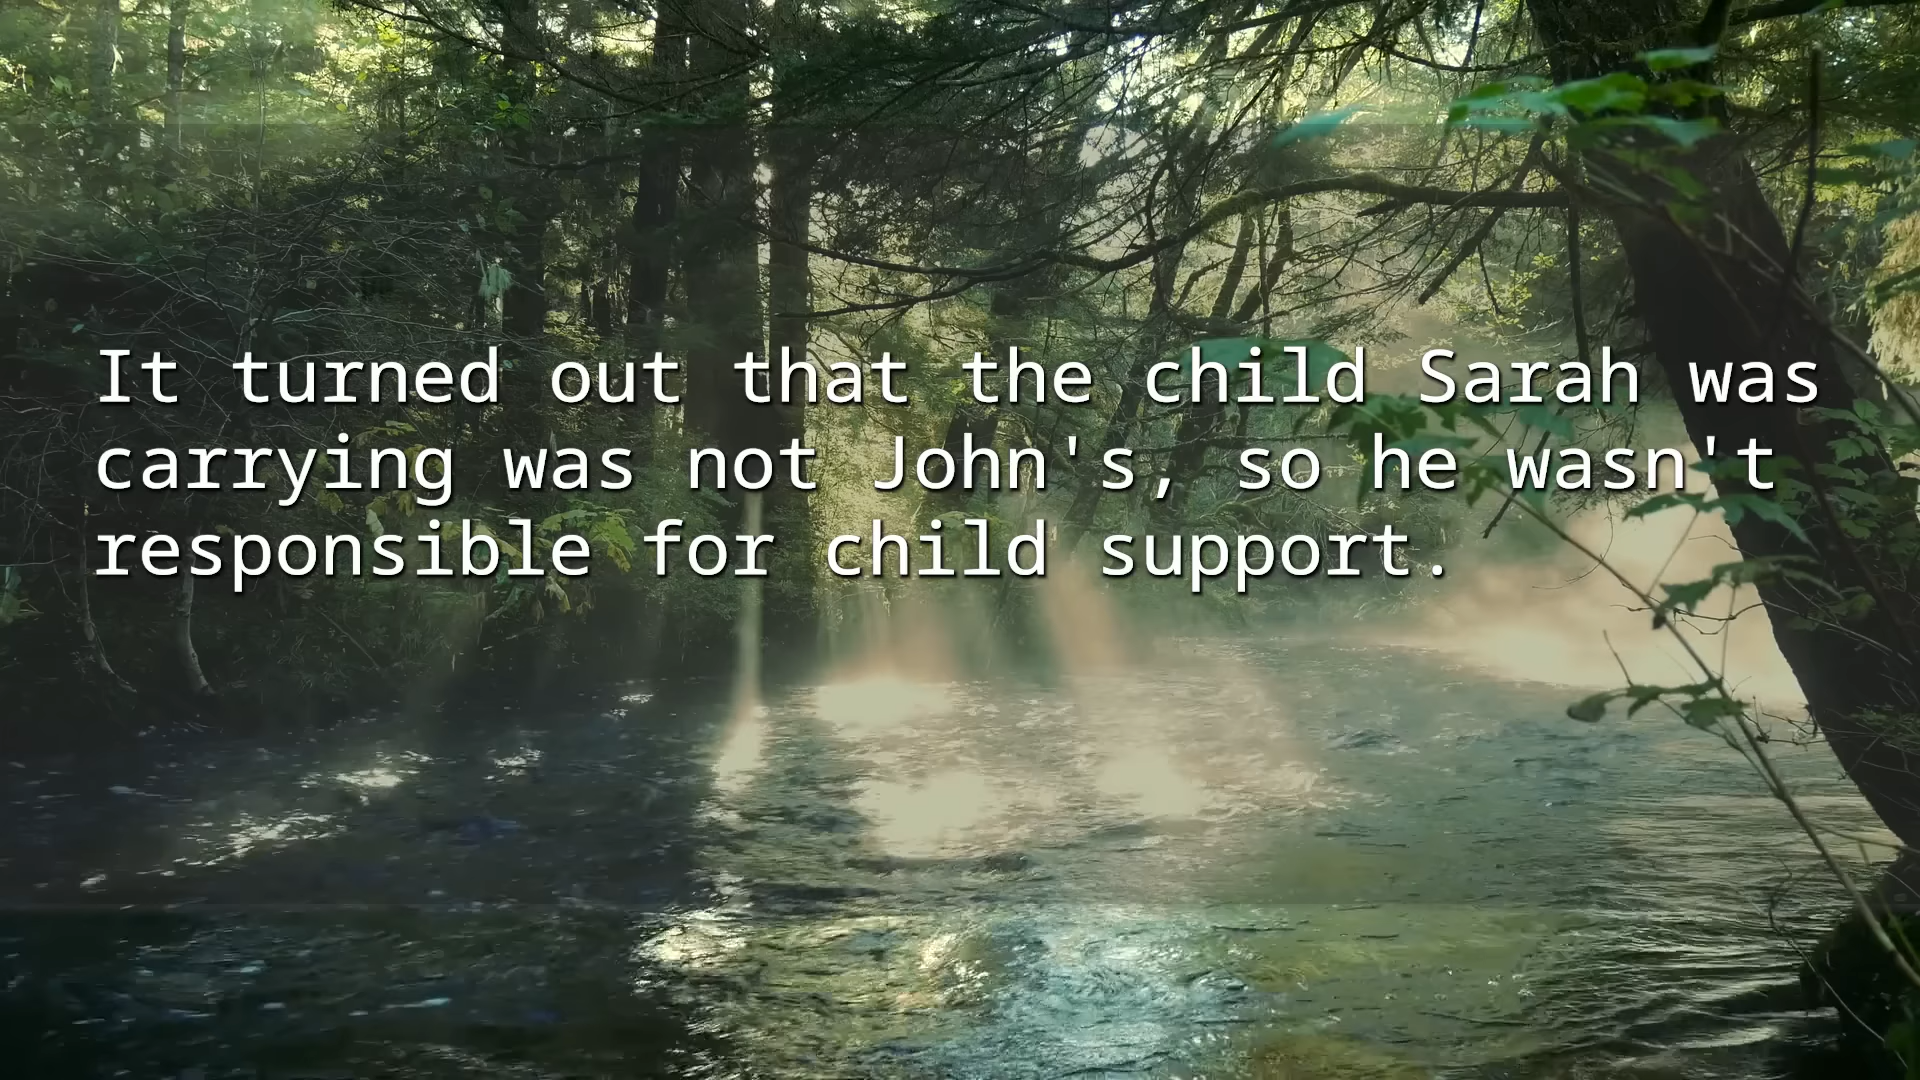 It turned out that the child Sarah was
carrying was not John's, so he wasn't
responsible for child support.